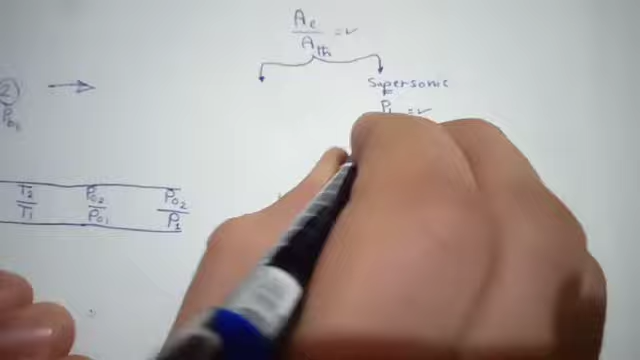 Ae/Ath = ✓
Supersonic
② →
P = ✓
T2/T1 P02/P01 P02/P1